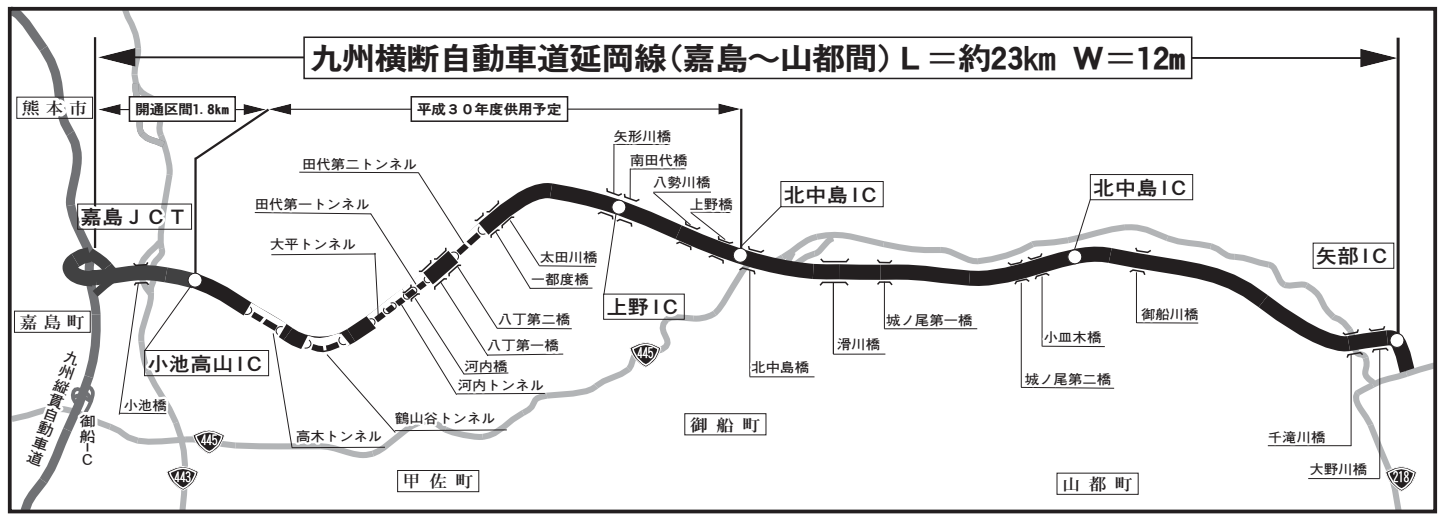 九州横断自動車道延岡線(嘉島～山都間) L＝約23km W＝12m
熊本市
開通区間1.8km
平成30年度供用予定
矢形川橋
南田代橋
八勢川橋
上野橋
田代第二トンネル
田代第一トンネル
大平トンネル
北中島IC
北中島IC
矢部IC
嘉島JCT
太田川橋
一都度橋
上野IC
嘉島町
八丁第二橋
八丁第一橋
河内橋
河内トンネル
城ノ尾第一橋
滑川橋
北中島橋
御船川橋
小皿木橋
城ノ尾第二橋
小池高山IC
445
九州縦貫自動車道
御船IC
小池橋
鶴山谷トンネル
高木トンネル
445
443
御船町
甲佐町
山都町
千滝川橋
大野川橋
218